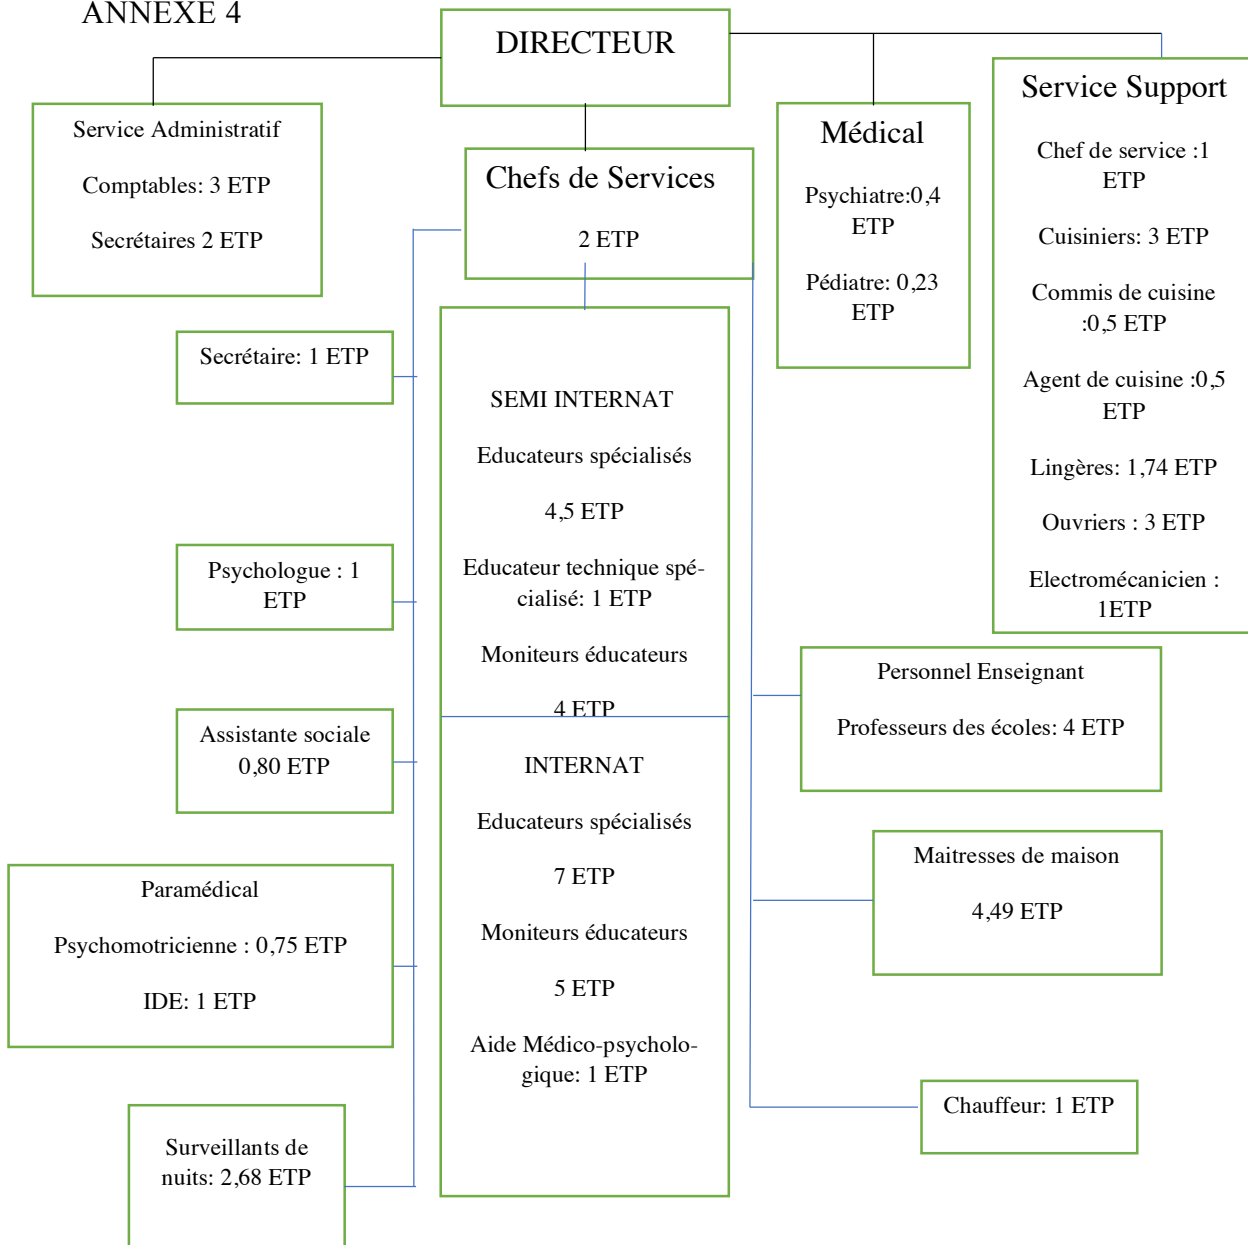 ANNEXE 4
DIRECTEUR
Service Administratif
Comptables: 3 ETP
Secrétaires 2 ETP
Chefs de Services
2 ETP
Médical
Psychiatre:0,4
ETP
Pédiatre: 0,23
ETP
Service Support
Chef de service :1
ETP
Cuisiniers: 3 ETP
Commis de cuisine
:0,5 ETP
Agent de cuisine :0,5
ETP
Lingères: 1,74 ETP
Ouvriers : 3 ETP
Electromécanicien :
1ETP
Secrétaire: 1 ETP
Psychologue : 1
ETP
Assistante sociale
0,80 ETP
Paramédical
Psychomotricienne : 0,75 ETP
IDE: 1 ETP
Surveillants de
nuits: 2,68 ETP
SEMI INTERNAT
Educateurs spécialisés
4,5 ETP
Educateur technique spé-
cialisé: 1 ETP
Moniteurs éducateurs
4 ETP
INTERNAT
Educateurs spécialisés
7 ETP
Moniteurs éducateurs
5 ETP
Aide Médico-psycholo-
gique: 1 ETP
Personnel Enseignant
Professeurs des écoles: 4 ETP
Maitresses de maison
4,49 ETP
Chauffeur: 1 ETP